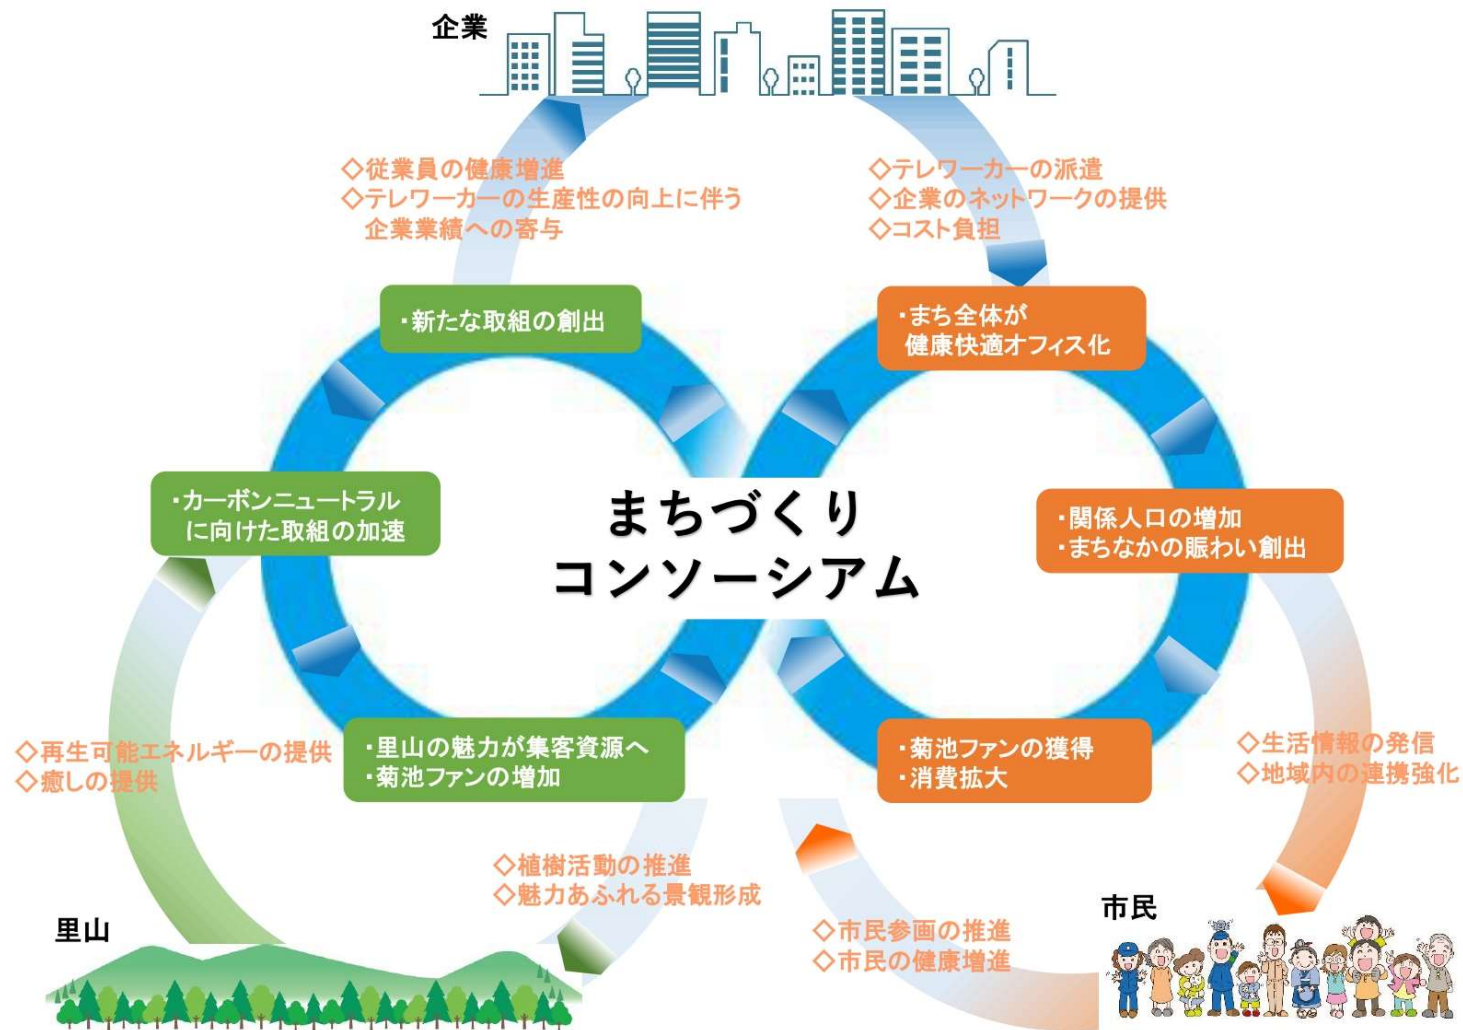 企業
◇従業員の健康増進
◇テレワーカーの生産性の向上に伴う
企業業績への寄与
◇テレワーカーの派遣
◇企業のネットワークの提供
◇コスト負担
・新たな取組の創出
・まち全体が
健康快適オフィス化
・カーボンニュートラル
に向けた取組の加速
まちづくり
コンソーシアム
・関係人口の増加
・まちなかの賑わい創出
・里山の魅力が集客資源へ
・菊池ファンの増加
・菊池ファンの獲得
・消費拡大
◇再生可能エネルギーの提供
◇癒しの提供
◇生活情報の発信
◇地域内の連携強化
◇植樹活動の推進
◇魅力あふれる景観形成
◇市民参画の推進
◇市民の健康増進
里山
市民